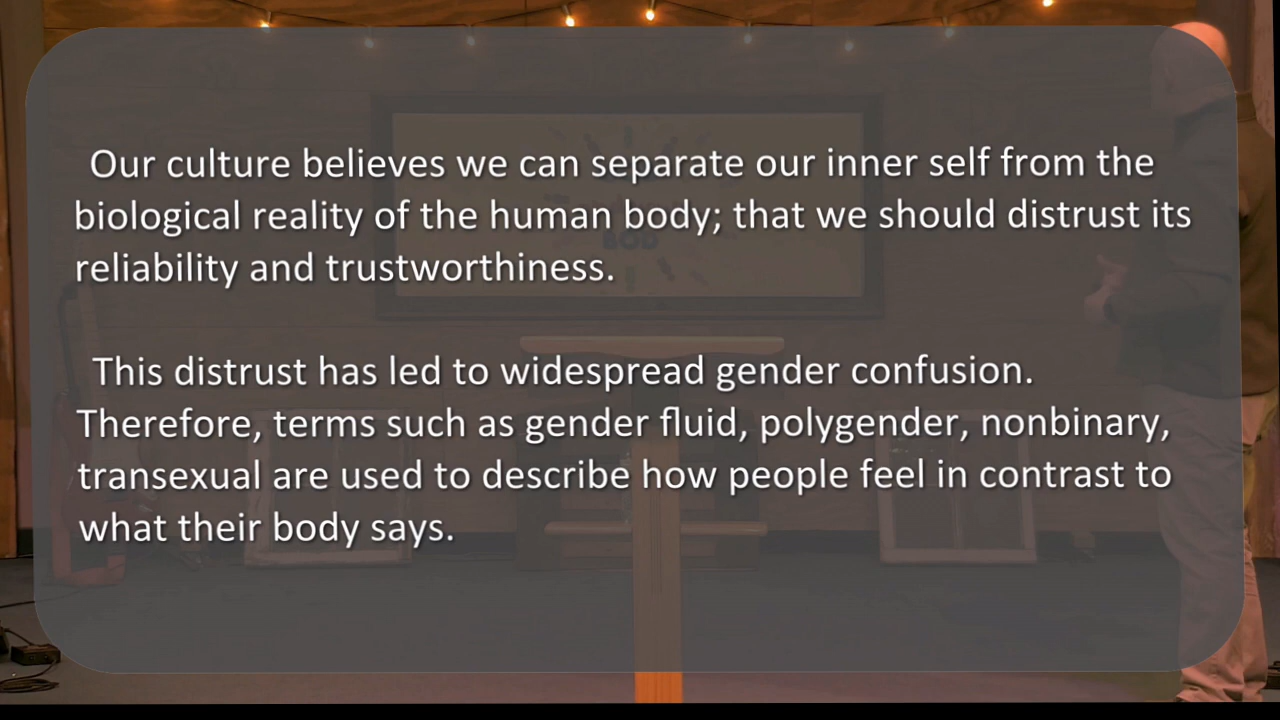 Our culture believes we can separate our inner self from the
biological reality of the human body; that we should distrust its
reliability and trustworthiness.
This distrust has led to widespread gender confusion.
Therefore, terms such as gender fluid, polygender, nonbinary,
transexual are used to describe how people feel in contrast to
what their body says.